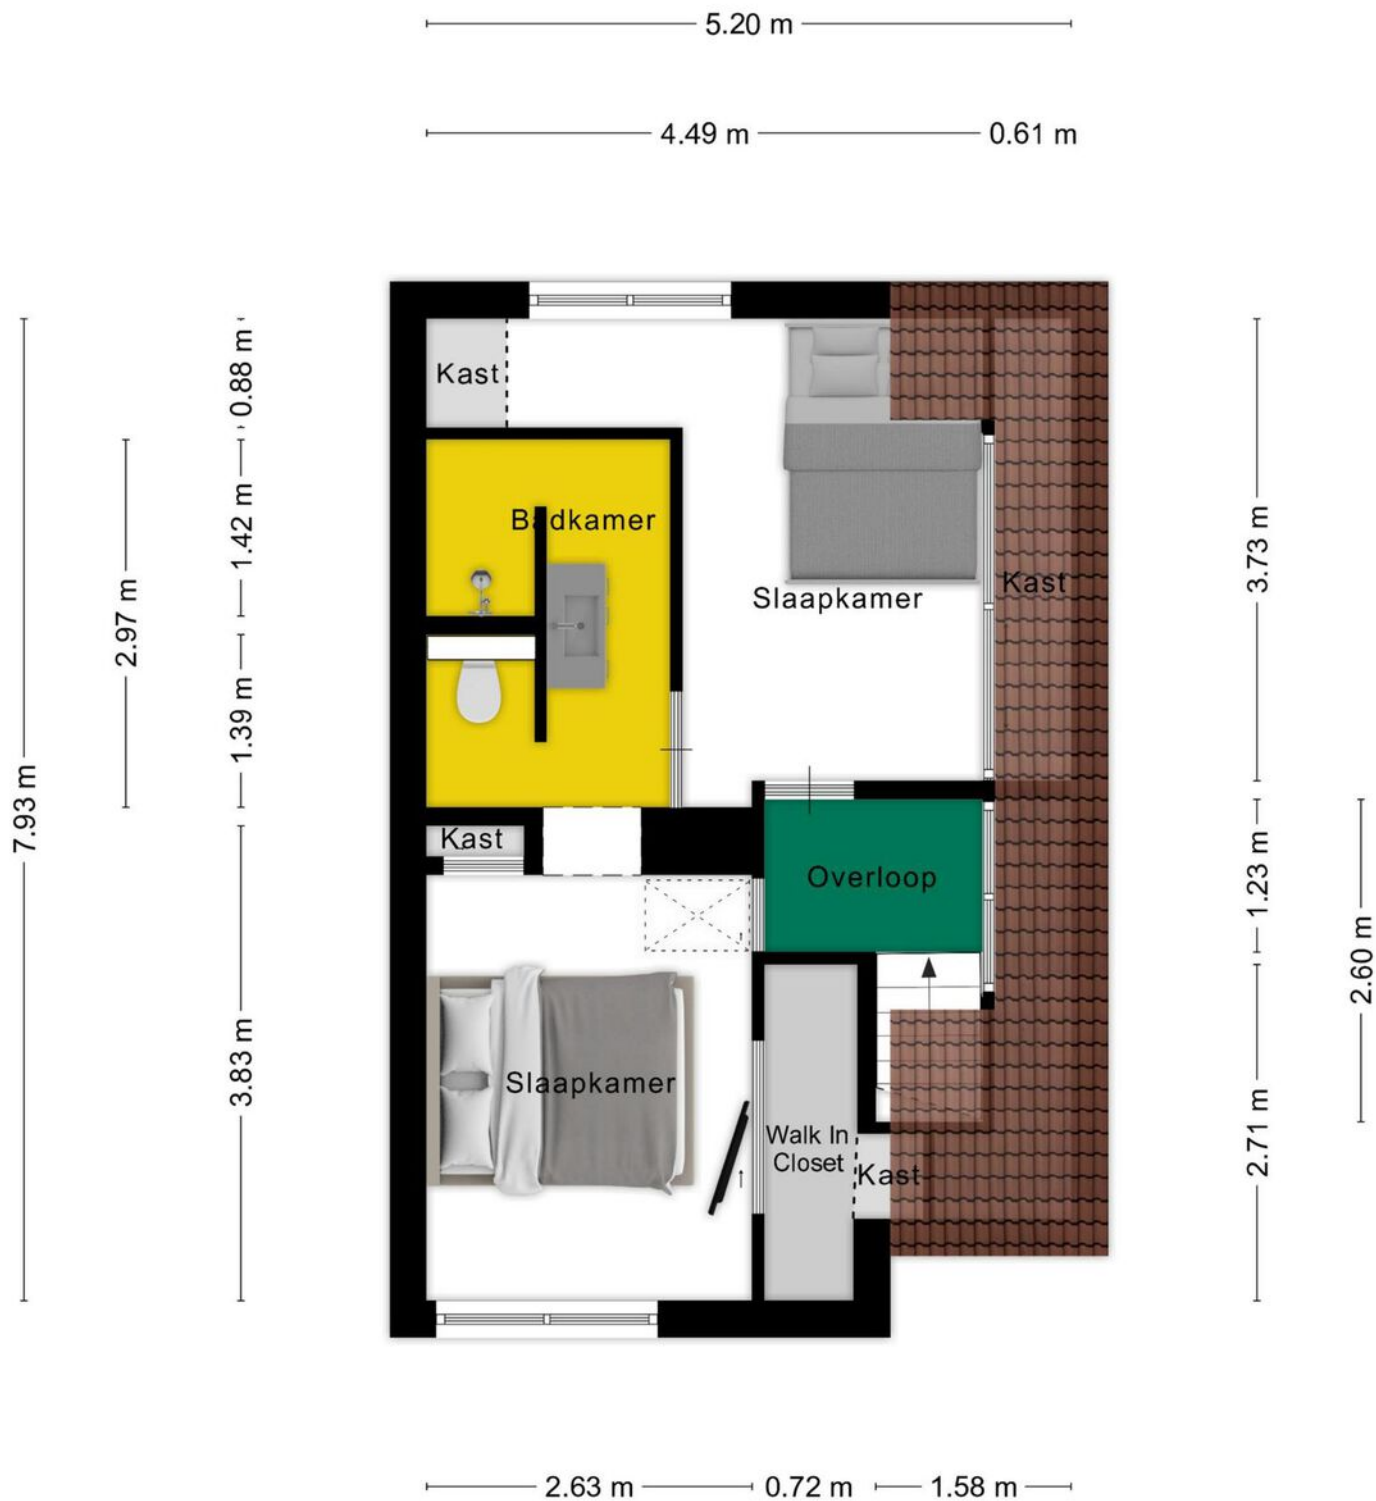 5.20 m
4.49 m
0.61 m
Kast
0.88 m
Badkamer
1.42 m
2.97 m
Slaapkamer
Kast
3.73 m
1.39 m
7.93 m
Kast
Overloop
1.23 m
2.60 m
3.83 m
Slaapkamer
Walk In
Closet
Kast
2.71 m
2.63 m
0.72 m
1.58 m